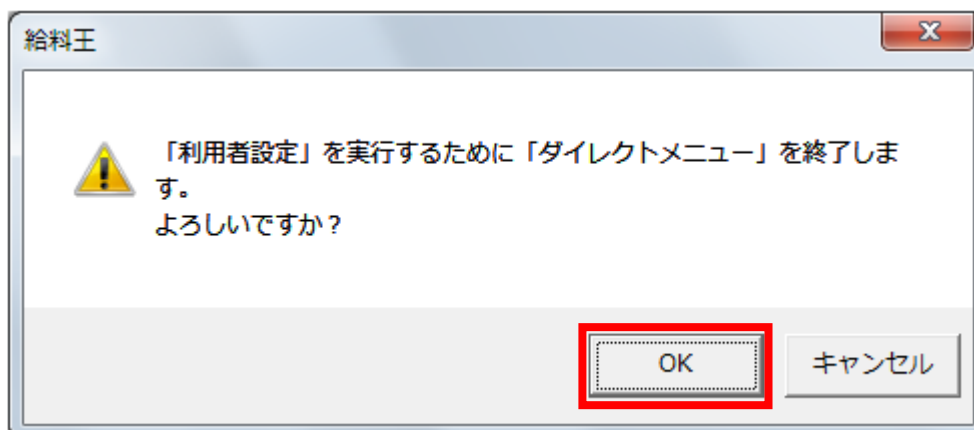 給料王
「利用者設定」を実行するために「ダイレクトメニュー」を終了しま
す。
よろしいですか？
OK
キャンセル